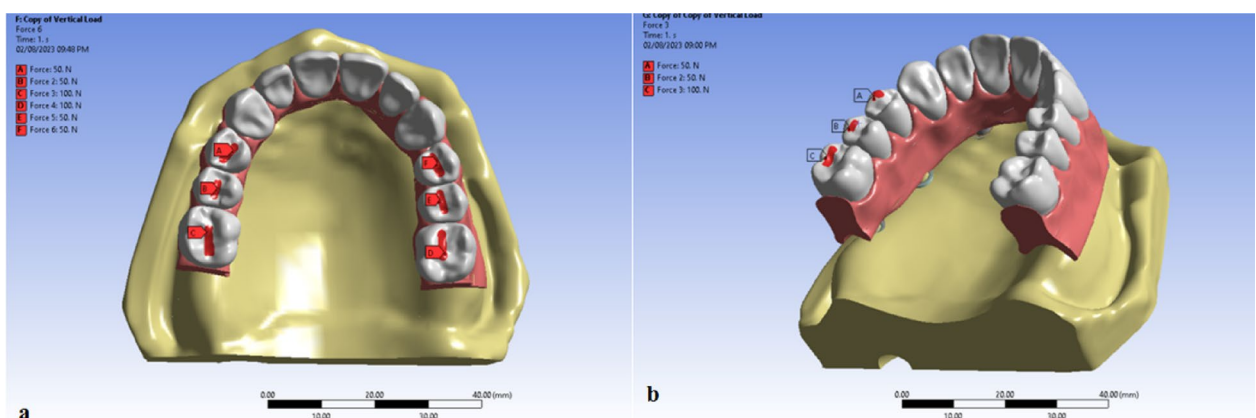 F: Copy of Vertical Load
Force 6
Time: 1. s
02/08/2023 09:48 PM
A Force: 50. N
B Force 2: 50. N
C Force 3: 100. N
D Force 4: 100. N
E Force 5: 50. N
F Force 6: 50. N
A
B
C
F
E
D
0.00 20.00 40.00 (mm)
10.00 30.00
a
G: Copy of Copy of Vertical Load
Force 3
Time: 1. s
02/08/2023 09:00 PM
A Force: 50. N
B Force 2: 50. N
C Force 3: 100. N
A
B
C
0.00 20.00 40.00 (mm)
10.00 30.00
b